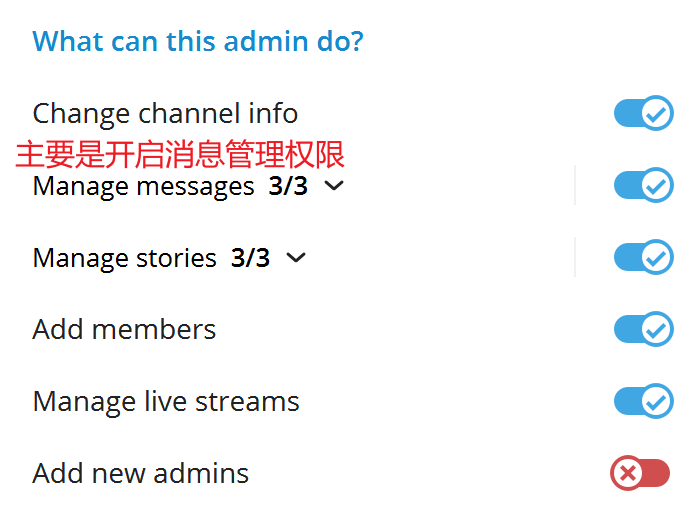 What can this admin do?
Change channel info
主要是开启消息管理权限
Manage messages 3/3
Manage stories 3/3
Add members
Manage live streams
Add new admins